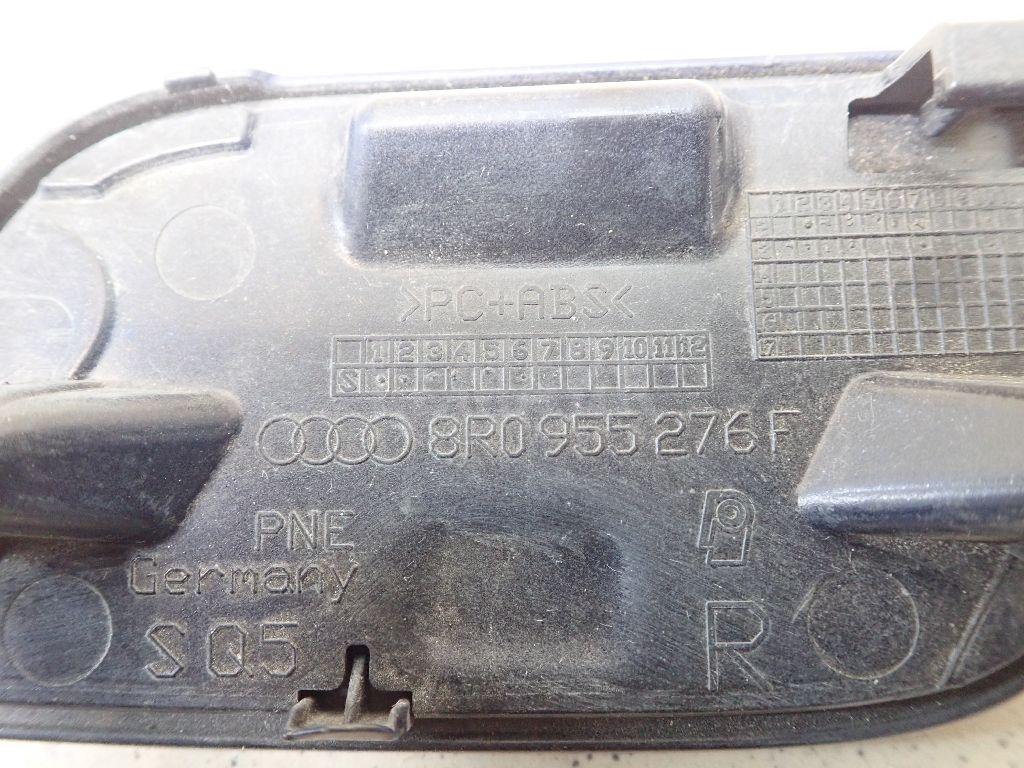 >PC+ABS<
1 2 3 4 5 6 7 8 9 10 11 12
S
8R0 955 276 F
PNE
Germany
SQ5
R